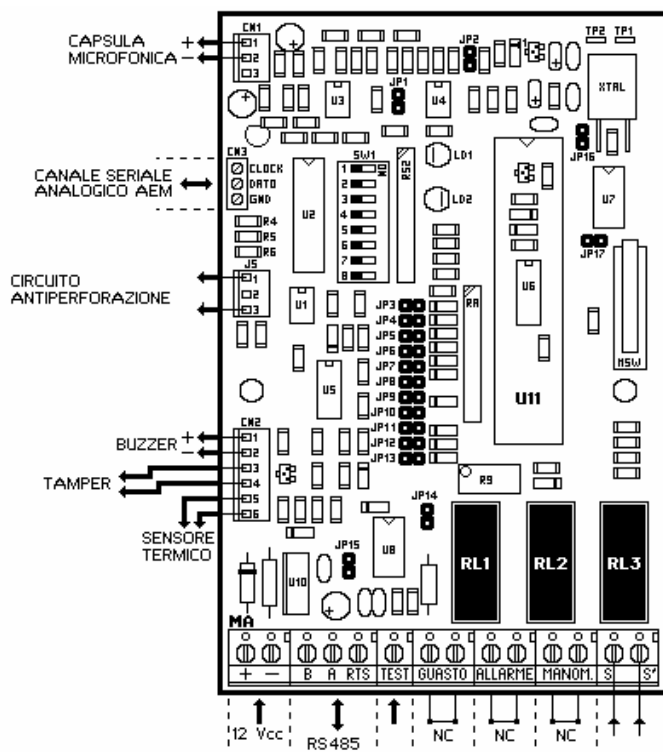 CN1
CAPSULA +
MICROFONICA -
1
2
3
JP2
TP2 TP1
XTAL
U3
JP1
U4
JP16
CN3
CLOCK
DATO
GND
CANALE SERIALE
ANALOGICO AEM
SW1
ON
1
2
3
4
5
6
7
8
RS2
LD1
LD2
U2
U7
R4
R5
R6
JP17
J5
1
2
3
CIRCUITO
ANTIPERFORAZIONE
U1
U6
RA
MSW
JP3
JP4
JP5
JP6
JP7
JP8
JP9
JP10
JP11
JP12
JP13
U5
U11
CN2
1
2
3
4
5
6
BUZZER +
-
TAMPER
SENSORE
TERMICO
R9
JP14
JP15
U8
U10
RL1 RL2 RL3
MA
+ - B A RTS TEST GUASTO ALLARME MANOM. S S'
12 Vcc RS485 NC NC NC